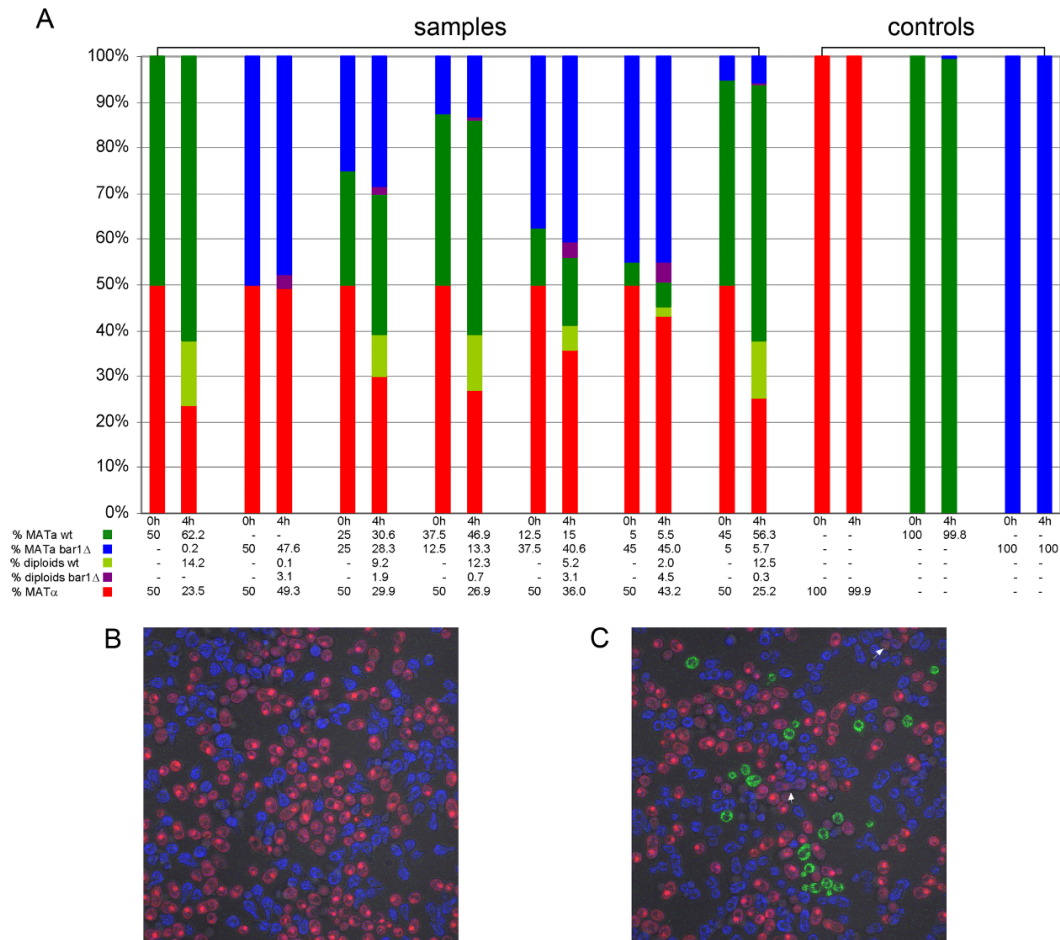 A
samples
controls
100%
90%
80%
70%
60%
50%
40%
30%
20%
10%
0%
0h 4h 0h 4h 0h 4h 0h 4h 0h 4h 0h 4h 0h 4h 0h 4h 0h 4h 0h 4h
% MATa wt 50 62.2 - - 25 30.6 37.5 46.9 12.5 15 5 5.5 45 56.3 - - 100 99.8 - -
% MATa bar1Δ - 0.2 50 47.6 25 28.3 12.5 13.3 37.5 40.6 45 45.0 5 5.7 - - - - 100 100
% diploids wt - 14.2 - 0.1 - 9.2 - 12.3 - 5.2 - 2.0 - 12.5 - - - - - -
% diploids bar1Δ - - - 3.1 - 1.9 - 0.7 - 3.1 - 4.5 - 0.3 - - - - - -
% MATα 50 23.5 50 49.3 50 29.9 50 26.9 50 36.0 50 43.2 50 25.2 100 99.9 - - - -
B
C